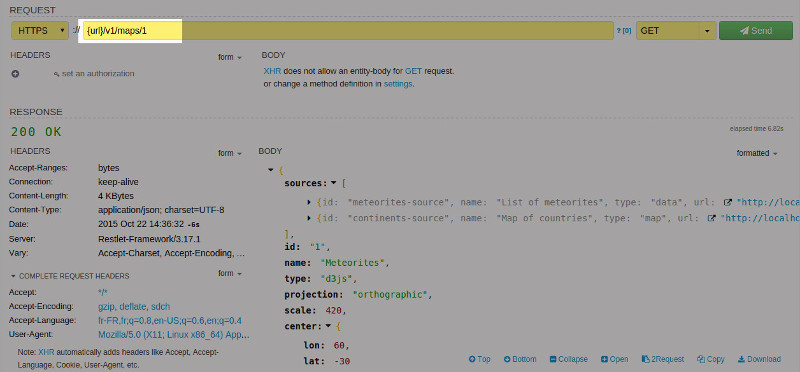 REQUEST
HTTPS :// {url}/v1/maps/1 ? [0] GET Send
HEADERS form BODY
set an authorization
XHR does not allow an entity-body for GET request.
or change a method definition in settings.
RESPONSE
200 OK
elapsed time 6.82s
HEADERS form BODY formatted
Accept-Ranges: bytes
Connection: keep-alive
Content-Length: 4 KBytes
Content-Type: application/json; charset=UTF-8
Date: 2015 Oct 22 14:36:32 -6s
Server: Restlet-Framework/3.17.1
Vary: Accept-Charset, Accept-Encoding, ...
COMPLETE REQUEST HEADERS form
Accept: */*
Accept-Encoding: gzip, deflate, sdch
Accept-Language: fr-FR,fr;q=0.8,en-US;q=0.6,en;q=0.4
User-Agent: Mozilla/5.0 (X11; Linux x86_64) App...
Note: XHR automatically adds headers like Accept, Accept-
Language, Cookie, User-Agent, etc.
{
sources: [
{id: "meteorites-source", name: "List of meteorites", type: "data", url: "http://localho
{id: "continents-source", name: "Map of countries", type: "map", url: "http://localhos
],
id: "1",
name: "Meteorites",
type: "d3js",
projection: "orthographic",
scale: 420,
center: {
lon: 60,
lat: -30
Top Bottom Collapse Open 2Request Copy Download